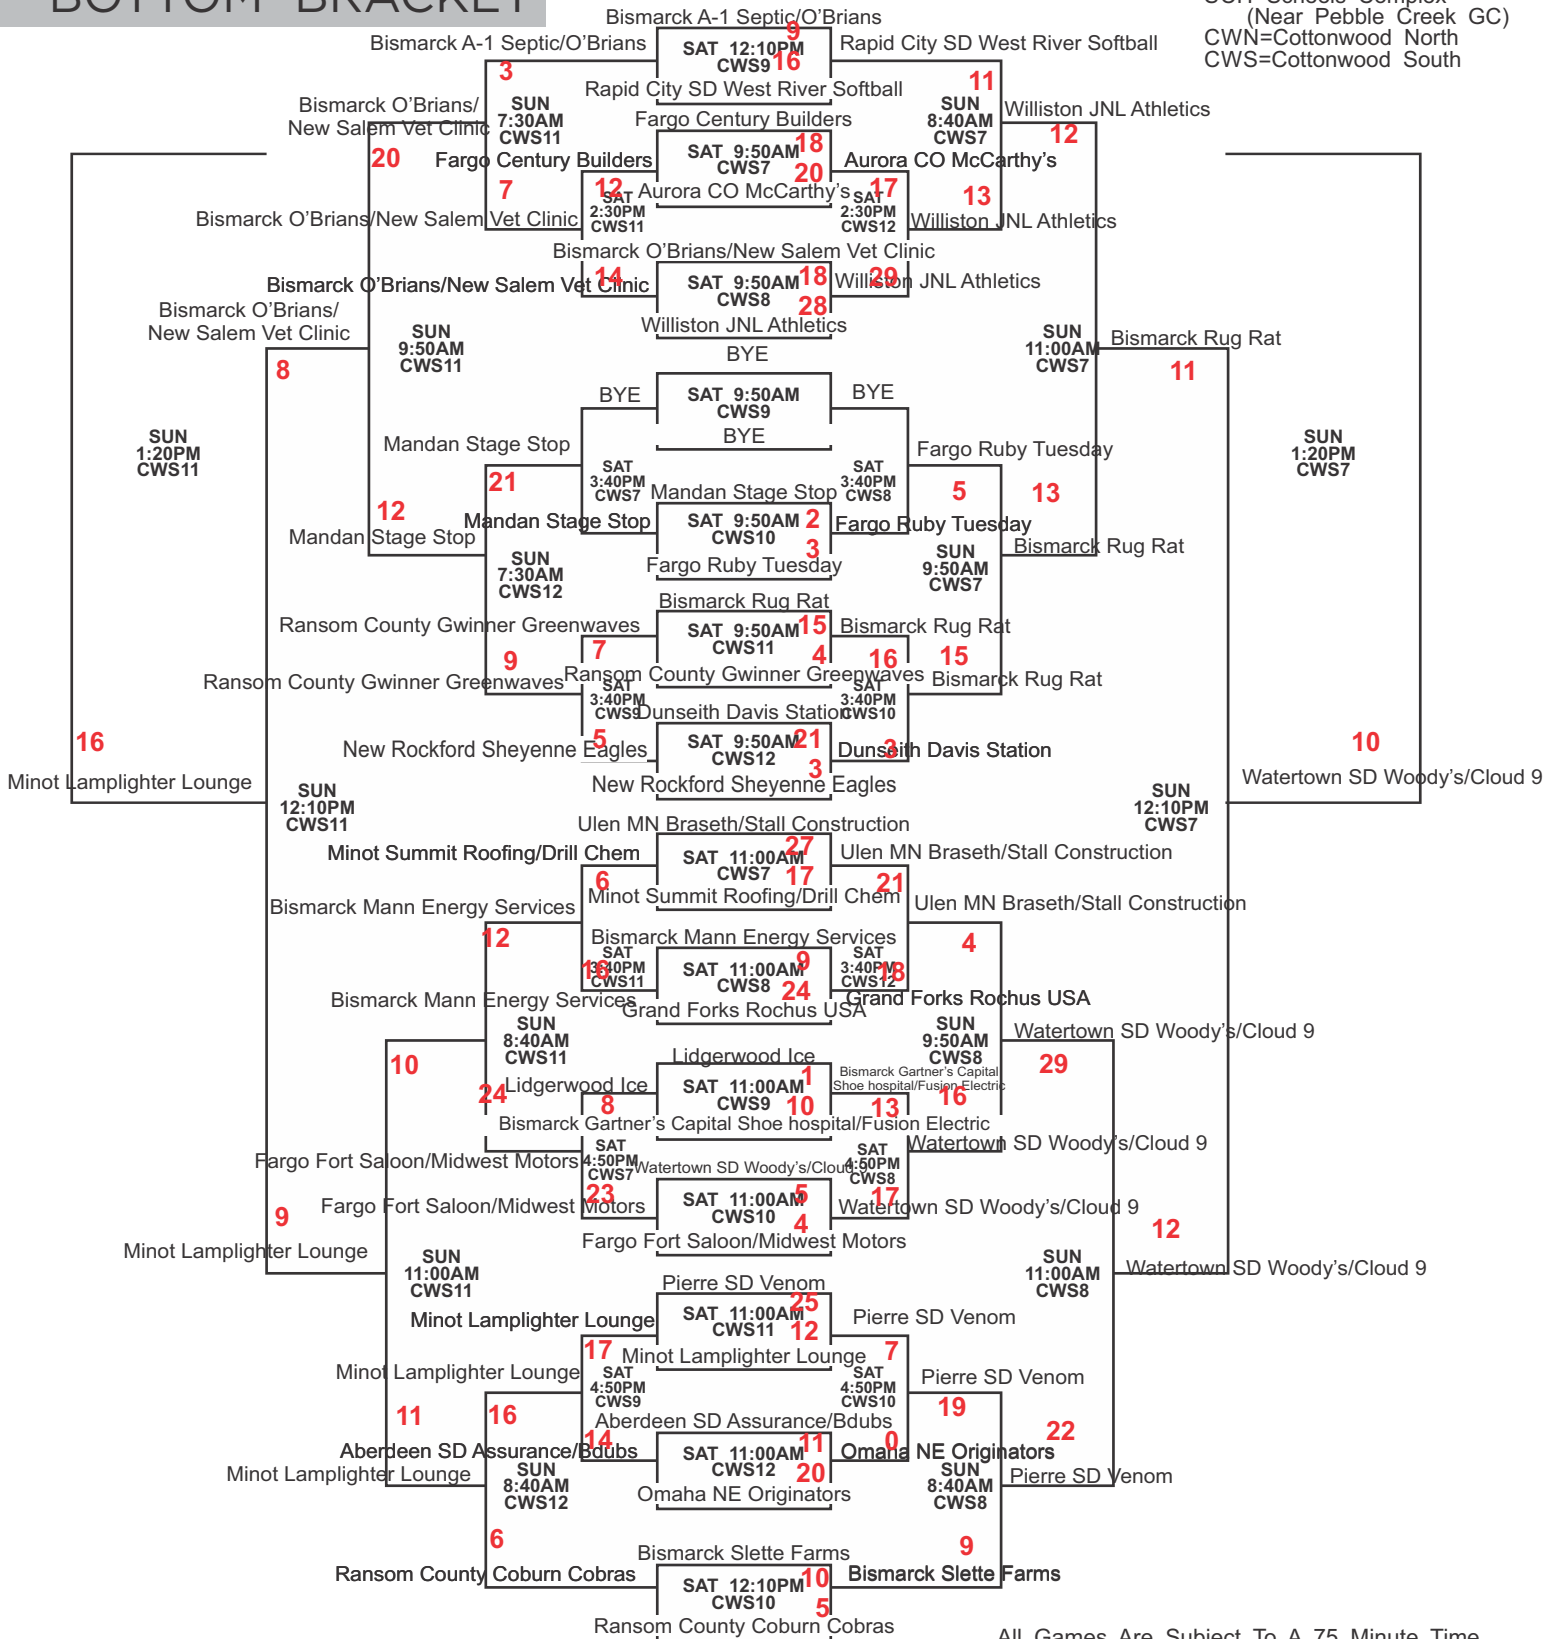 BOTTOM BRACKET
(Near Pebble Creek GC)
CWN=Cottonwood North
CWS=Cottonwood South
Bismarck A-1 Septic/O'Brians
9
SAT 12:10PM
CWS9
16
Rapid City SD West River Softball
Bismarck A-1 Septic/O'Brians
3
Rapid City SD West River Softball
11
Bismarck O'Brians/
New Salem Vet Clinic
20
SUN
7:30AM
CWS11
SUN
8:40AM
CWS7
Williston JNL Athletics
12
Fargo Century Builders
SAT 9:50AM
18
CWS7
20
Aurora CO McCarthy's
Fargo Century Builders
12
Aurora CO McCarthy's
17
7
13
SAT
2:30PM
CWS11
SAT
2:30PM
CWS12
Bismarck O'Brians/New Salem Vet Clinic
Williston JNL Athletics
Bismarck O'Brians/New Salem Vet Clinic
SAT 9:50AM
18
CWS8
28
Williston JNL Athletics
Bismarck O'Brians/New Salem Vet Clinic
14
Williston JNL Athletics
29
Bismarck O'Brians/
New Salem Vet Clinic
8
SUN
9:50AM
CWS11
SUN
11:00AM
CWS7
Bismarck Rug Rat
11
BYE
SAT 9:50AM
CWS9
BYE
BYE
BYE
SUN
1:20PM
CWS11
SUN
1:20PM
CWS7
Mandan Stage Stop
21
Fargo Ruby Tuesday
5
13
SAT
3:40PM
CWS7
SAT
3:40PM
CWS8
Mandan Stage Stop
SAT 9:50AM
2
CWS10
3
Fargo Ruby Tuesday
Mandan Stage Stop
Fargo Ruby Tuesday
12
Mandan Stage Stop
Bismarck Rug Rat
SUN
7:30AM
CWS12
SUN
9:50AM
CWS7
Bismarck Rug Rat
SAT 9:50AM
15
CWS11
4
Ransom County Gwinner Greenwaves
Ransom County Gwinner Greenwaves
7
Bismarck Rug Rat
16
9
15
Ransom County Gwinner Greenwaves
Bismarck Rug Rat
SAT
3:40PM
CWS9
SAT
3:40PM
CWS10
Dunseith Davis Station
SAT 9:50AM
21
CWS12
3
New Rockford Sheyenne Eagles
New Rockford Sheyenne Eagles
5
Dunseith Davis Station
3
16
10
Minot Lamplighter Lounge
Watertown SD Woody's/Cloud 9
SUN
12:10PM
CWS11
SUN
12:10PM
CWS7
Ulen MN Braseth/Stall Construction
27
SAT 11:00AM
CWS7
17
Minot Summit Roofing/Drill Chem
Minot Summit Roofing/Drill Chem
6
Ulen MN Braseth/Stall Construction
21
Bismarck Mann Energy Services
12
Ulen MN Braseth/Stall Construction
4
SAT
3:40PM
CWS11
SAT
3:40PM
CWS12
Bismarck Mann Energy Services
9
SAT 11:00AM
CWS8
24
Grand Forks Rochus USA
16
Bismarck Mann Energy Services
18
Grand Forks Rochus USA
SUN
8:40AM
CWS11
SUN
9:50AM
CWS8
10
Watertown SD Woody's/Cloud 9
29
Lidgerwood Ice
1
SAT 11:00AM
CWS9
10
Bismarck Gartner's Capital Shoe hospital/Fusion Electric
Lidgerwood Ice
8
24
Bismarck Gartner's Capital
Shoe hospital/Fusion Electric
13
16
SAT
4:50PM
CWS7
SAT
4:50PM
CWS8
Fargo Fort Saloon/Midwest Motors
Watertown SD Woody's/Cloud 9
Watertown SD Woody's/Cloud 9
5
SAT 11:00AM
CWS10
4
Fargo Fort Saloon/Midwest Motors
23
Fargo Fort Saloon/Midwest Motors
17
Watertown SD Woody's/Cloud 9
9
12
Minot Lamplighter Lounge
Watertown SD Woody's/Cloud 9
SUN
11:00AM
CWS11
SUN
11:00AM
CWS8
Pierre SD Venom
25
SAT 11:00AM
CWS11
12
Minot Lamplighter Lounge
Minot Lamplighter Lounge
17
Pierre SD Venom
7
SAT
4:50PM
CWS9
SAT
4:50PM
CWS10
Minot Lamplighter Lounge
16
Pierre SD Venom
19
11
22
Aberdeen SD Assurance/Bdubs
SAT 11:00AM
11
CWS12
20
Omaha NE Originators
14
Aberdeen SD Assurance/Bdubs
0
Omaha NE Originators
Minot Lamplighter Lounge
Pierre SD Venom
SUN
8:40AM
CWS12
SUN
8:40AM
CWS8
6
9
Bismarck Slette Farms
SAT 12:10PM
10
CWS10
5
Ransom County Coburn Cobras
Ransom County Coburn Cobras
Bismarck Slette Farms
All Games Are Subject To A 75 Minute Time